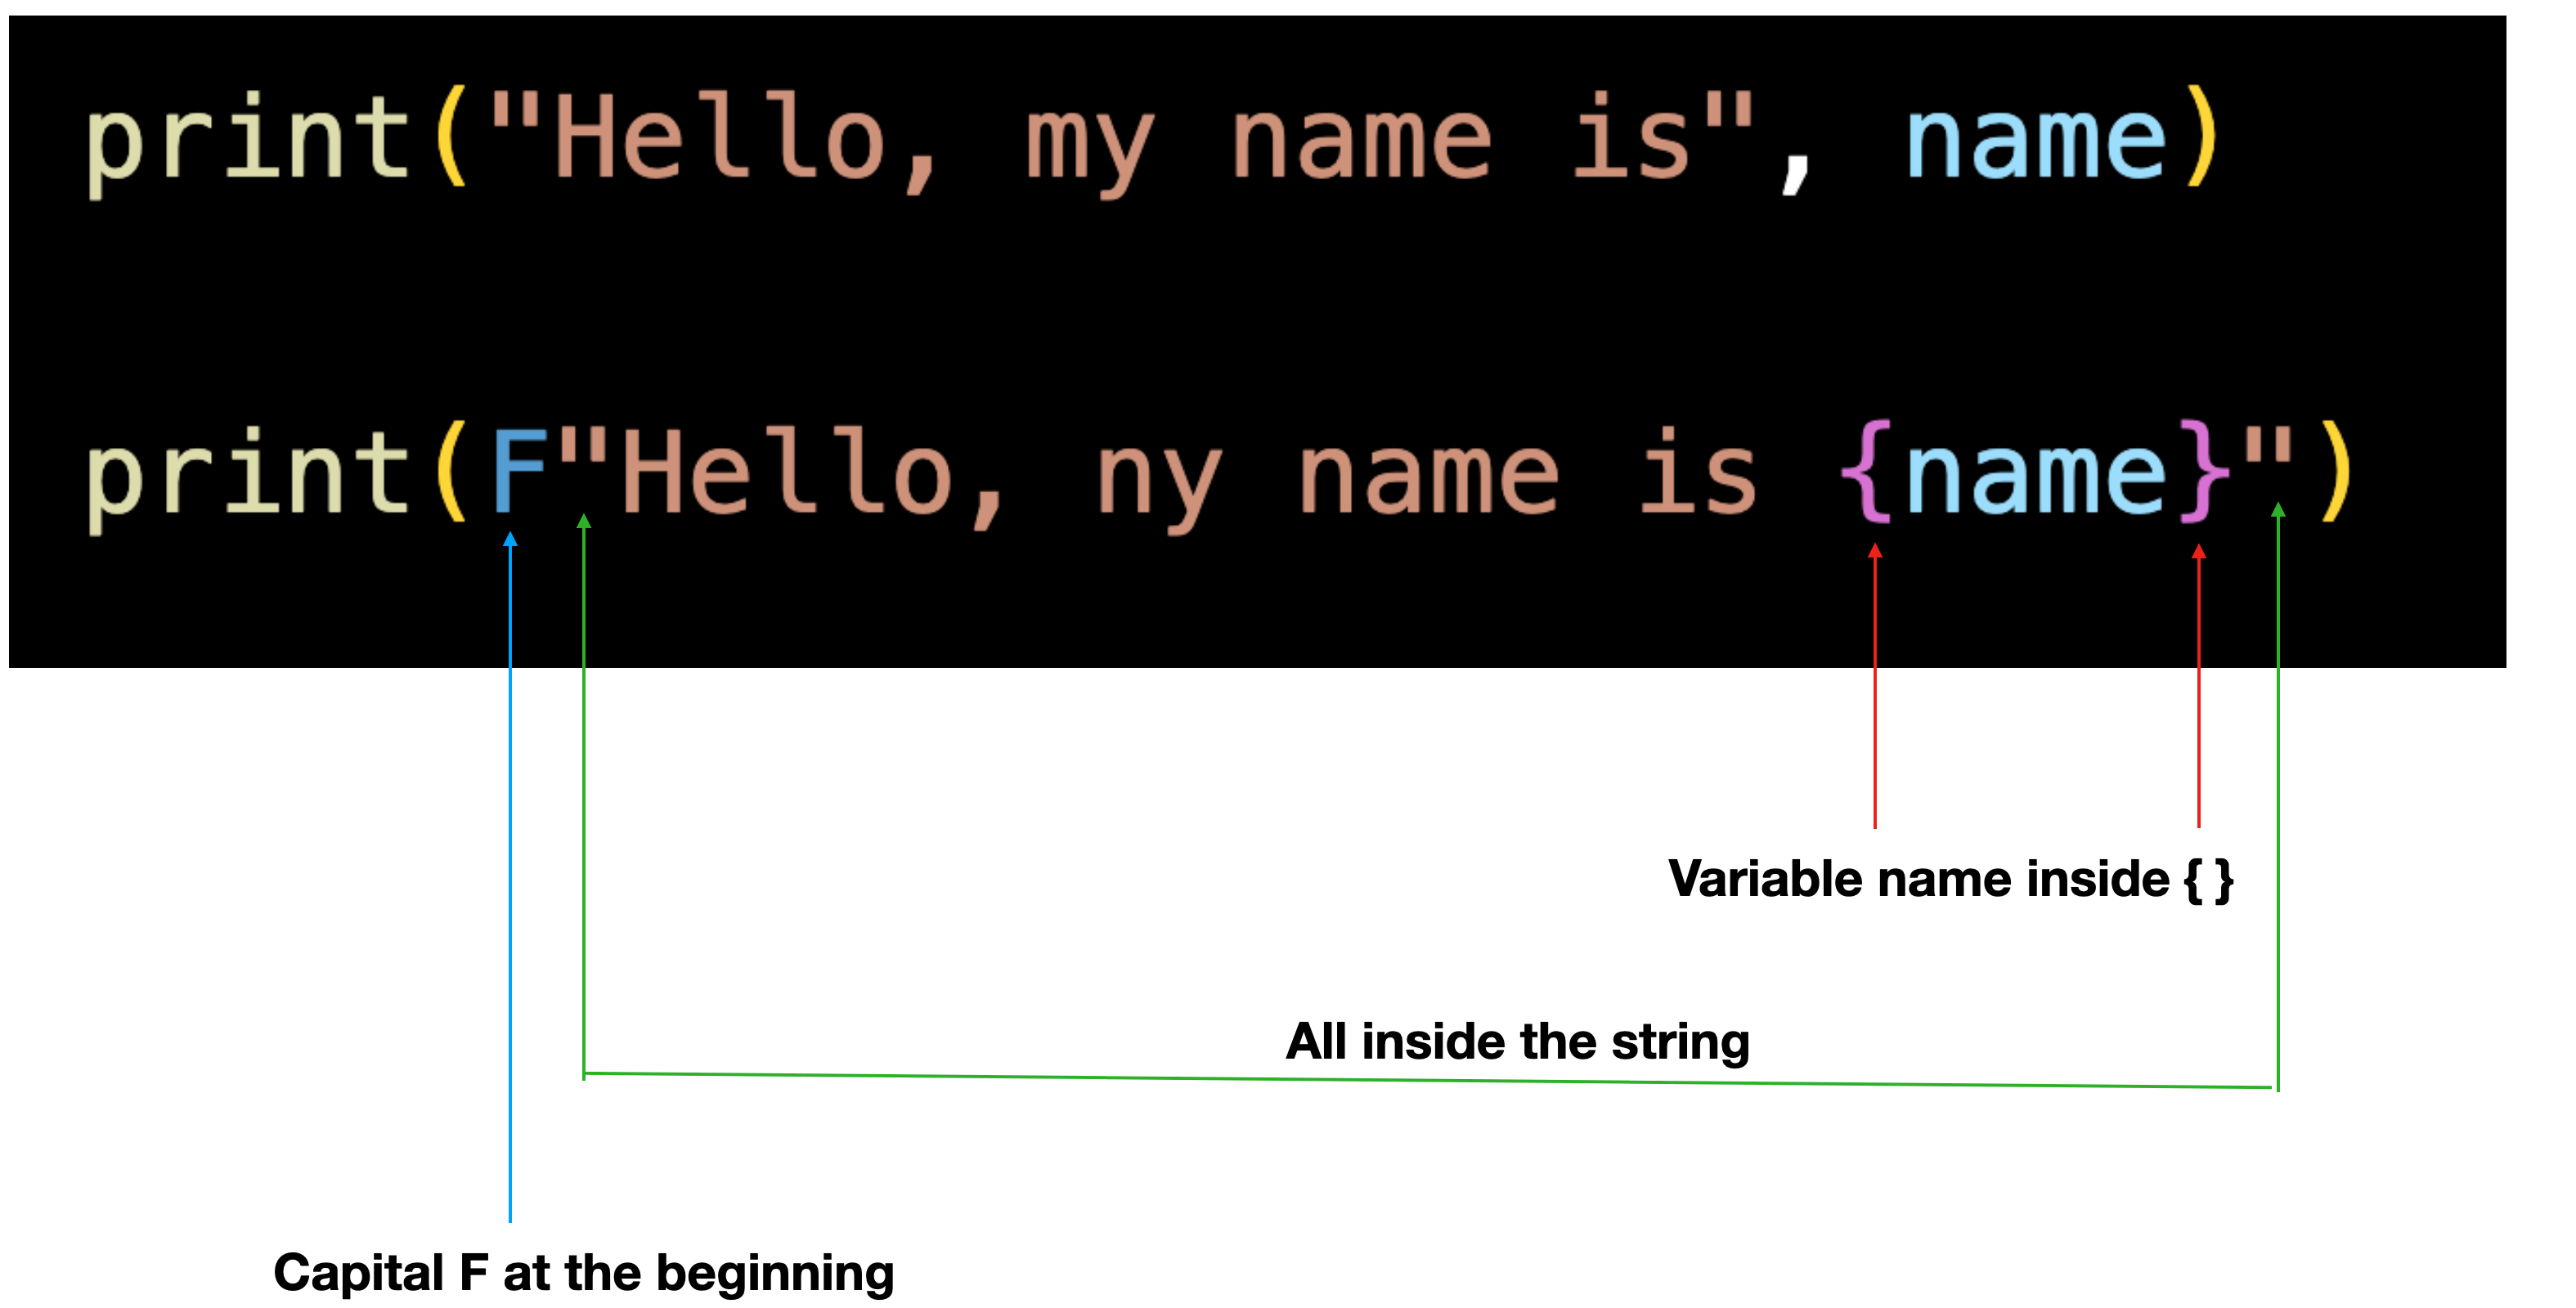 print("Hello, my name is", name)
print(F"Hello, ny name is {name}")
Variable name inside { }
All inside the string
Capital F at the beginning